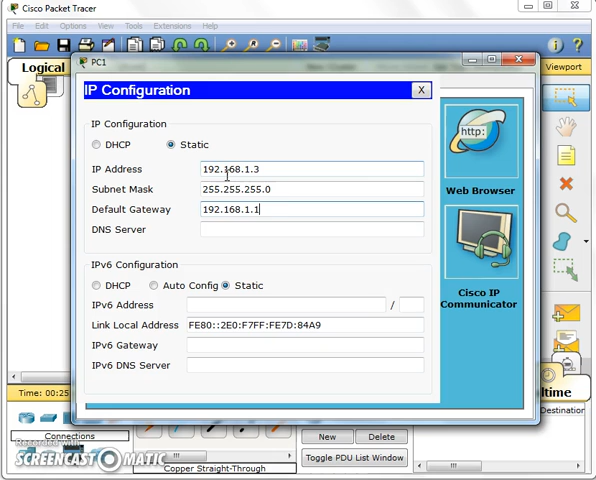 Cisco Packet Tracer
File Edit Options View Tools Extensions Help
Logical
Viewport
PC1
IP Configuration
X
IP Configuration
DHCP Static
IP Address 192.168.1.3
Subnet Mask 255.255.255.0
Default Gateway 192.168.1.1
DNS Server
IPv6 Configuration
DHCP Auto Config Static
IPv6 Address /
Link Local Address FE80::2E0:F7FF:FE7D:84A9
IPv6 Gateway
IPv6 DNS Server
http:
Web Browser
Cisco IP
Communicator
Time: 00:25
ltime
Connections
Copper Straight-Through
New Delete
Toggle PDU List Window
Destination
Recorded with
SCREENCAST-O-MATIC